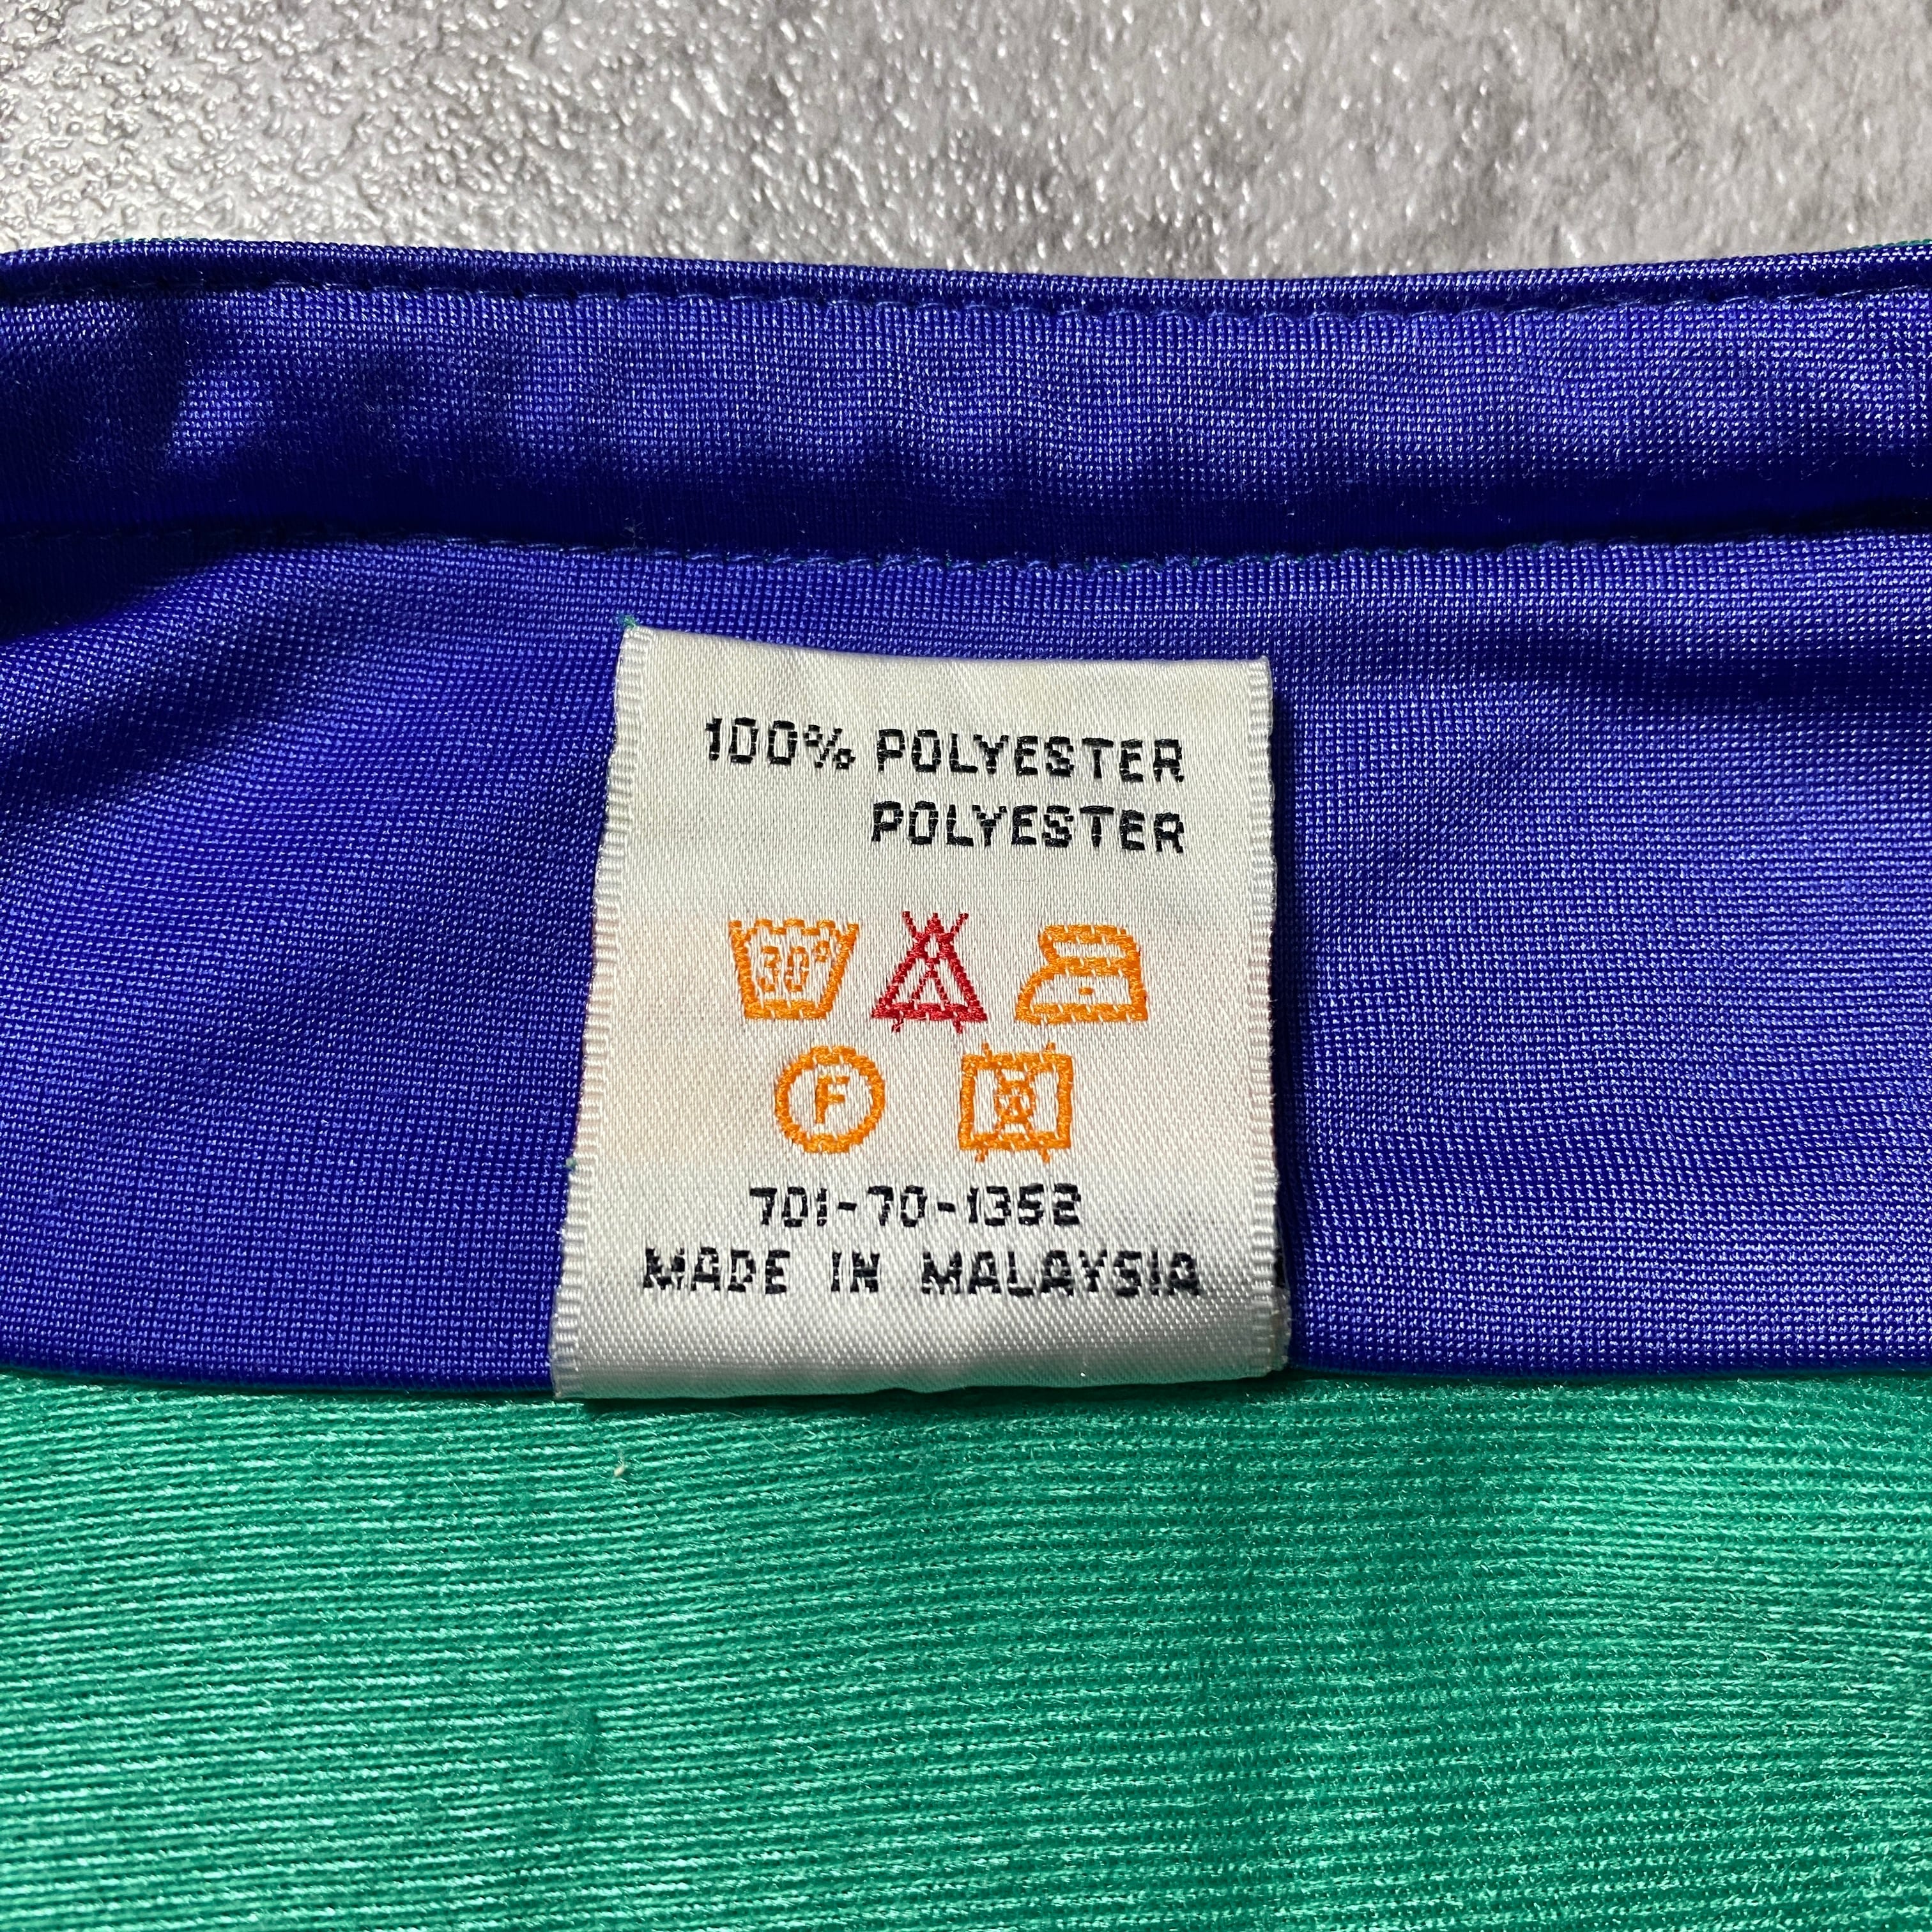 100% POLYESTER
POLYESTER
30°
F
701-70-1352
MADE IN MALAYSIA